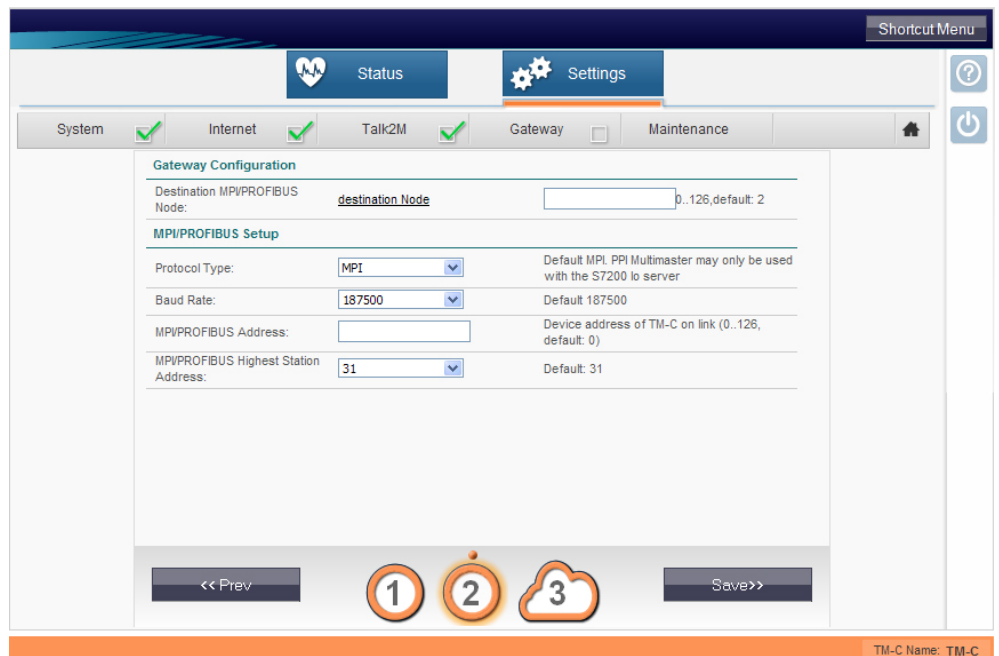 Shortcut Menu
Status
Settings
System
Internet
Talk2M
Gateway
Maintenance
Gateway Configuration
Destination MPI/PROFIBUS
Node:
destination Node
0..126,default: 2
MPI/PROFIBUS Setup
Protocol Type:
MPI
Default MPI. PPI Multimaster may only be used
with the S7200 Io server
Baud Rate:
187500
Default 187500
MPI/PROFIBUS Address:
Device address of TM-C on link (0..126,
default: 0)
MPI/PROFIBUS Highest Station
Address:
31
Default: 31
<< Prev
1
2
3
Save>>
TM-C Name: TM-C